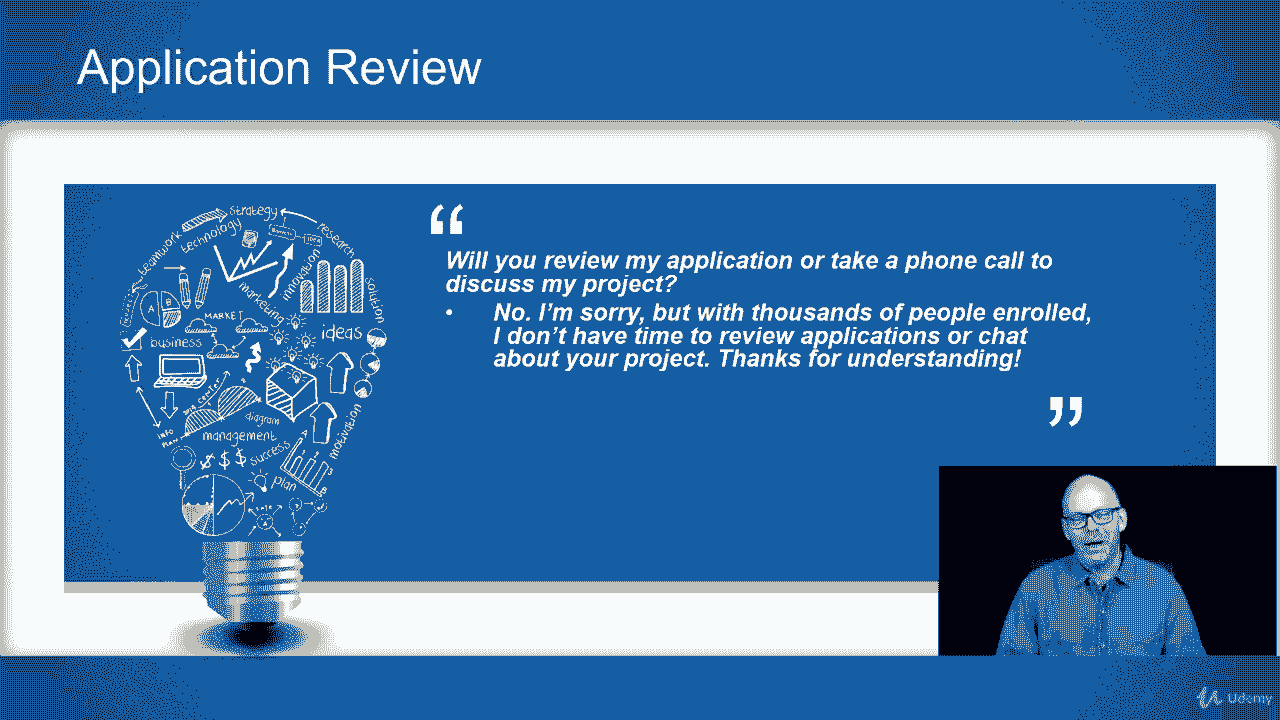 Application Review
“
Will you review my application or take a phone call to
discuss my project?
• No. I’m sorry, but with thousands of people enrolled,
I don’t have time to review applications or chat
about your project. Thanks for understanding!
”
strategy
technology
teamwork
research
innovation
marketing
solution
MARKET
business
ideas
diagram
management
success
motivation
plan
$ $ $
A
B
INFO
Udemy